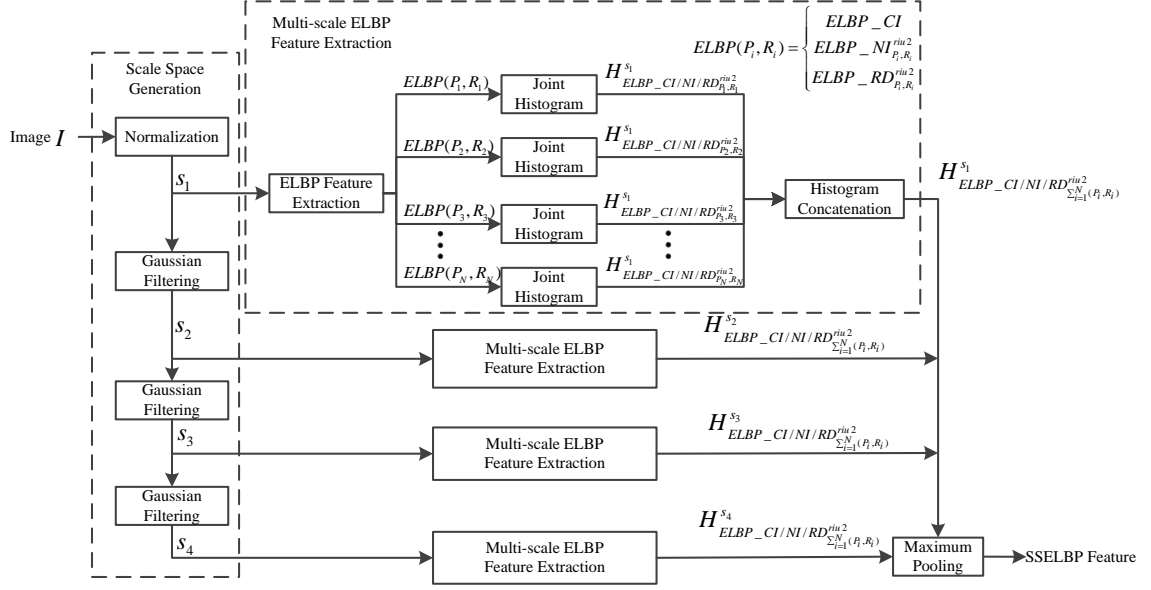 Multi-scale ELBP
Feature Extraction
ELBP(P_i, R_i) = { ELBP_CI
ELBP_NI^{riu2}_{P_i,R_i}
ELBP_RD^{riu2}_{P_i,R_i}
Scale Space
Generation
Image I
Normalization
s_1
ELBP Feature
Extraction
ELBP(P_1, R_1)
Joint
Histogram
H^{s_1}_{ELBP_CI/NI/RD^{riu2}_{P_1,R_1}}
ELBP(P_2, R_2)
Joint
Histogram
H^{s_1}_{ELBP_CI/NI/RD^{riu2}_{P_2,R_2}}
ELBP(P_3, R_3)
Joint
Histogram
H^{s_1}_{ELBP_CI/NI/RD^{riu2}_{P_3,R_3}}
ELBP(P_N, R_N)
Joint
Histogram
H^{s_1}_{ELBP_CI/NI/RD^{riu2}_{P_N,R_N}}
Histogram
Concatenation
H^{s_1}_{ELBP_CI/NI/RD^{riu2}_{Σ_{i=1}^N(P_i,R_i)}}
Gaussian
Filtering
s_2
Multi-scale ELBP
Feature Extraction
H^{s_2}_{ELBP_CI/NI/RD^{riu2}_{Σ_{i=1}^N(P_i,R_i)}}
Gaussian
Filtering
s_3
Multi-scale ELBP
Feature Extraction
H^{s_3}_{ELBP_CI/NI/RD^{riu2}_{Σ_{i=1}^N(P_i,R_i)}}
Gaussian
Filtering
s_4
Multi-scale ELBP
Feature Extraction
H^{s_4}_{ELBP_CI/NI/RD^{riu2}_{Σ_{i=1}^N(P_i,R_i)}}
Maximum
Pooling
SSELBP Feature